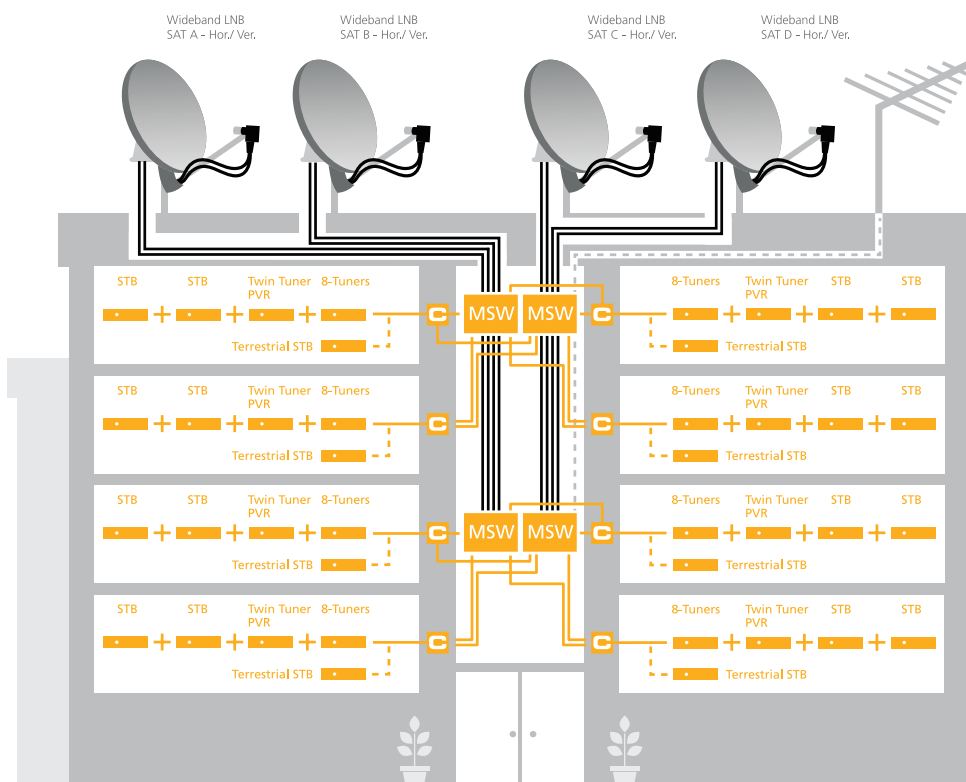 Wideband LNB
SAT A – Hor./ Ver.
Wideband LNB
SAT B – Hor./ Ver.
Wideband LNB
SAT C – Hor./ Ver.
Wideband LNB
SAT D – Hor./ Ver.
STB
STB
Twin Tuner
PVR
8-Tuners
Terrestrial STB
C
MSW
MSW
C
8-Tuners
Twin Tuner
PVR
STB
STB
Terrestrial STB
STB
STB
Twin Tuner
PVR
8-Tuners
Terrestrial STB
C
C
8-Tuners
Twin Tuner
PVR
STB
STB
Terrestrial STB
STB
STB
Twin Tuner
PVR
8-Tuners
Terrestrial STB
C
MSW
MSW
C
8-Tuners
Twin Tuner
PVR
STB
STB
Terrestrial STB
STB
STB
Twin Tuner
PVR
8-Tuners
Terrestrial STB
C
C
8-Tuners
Twin Tuner
PVR
STB
STB
Terrestrial STB